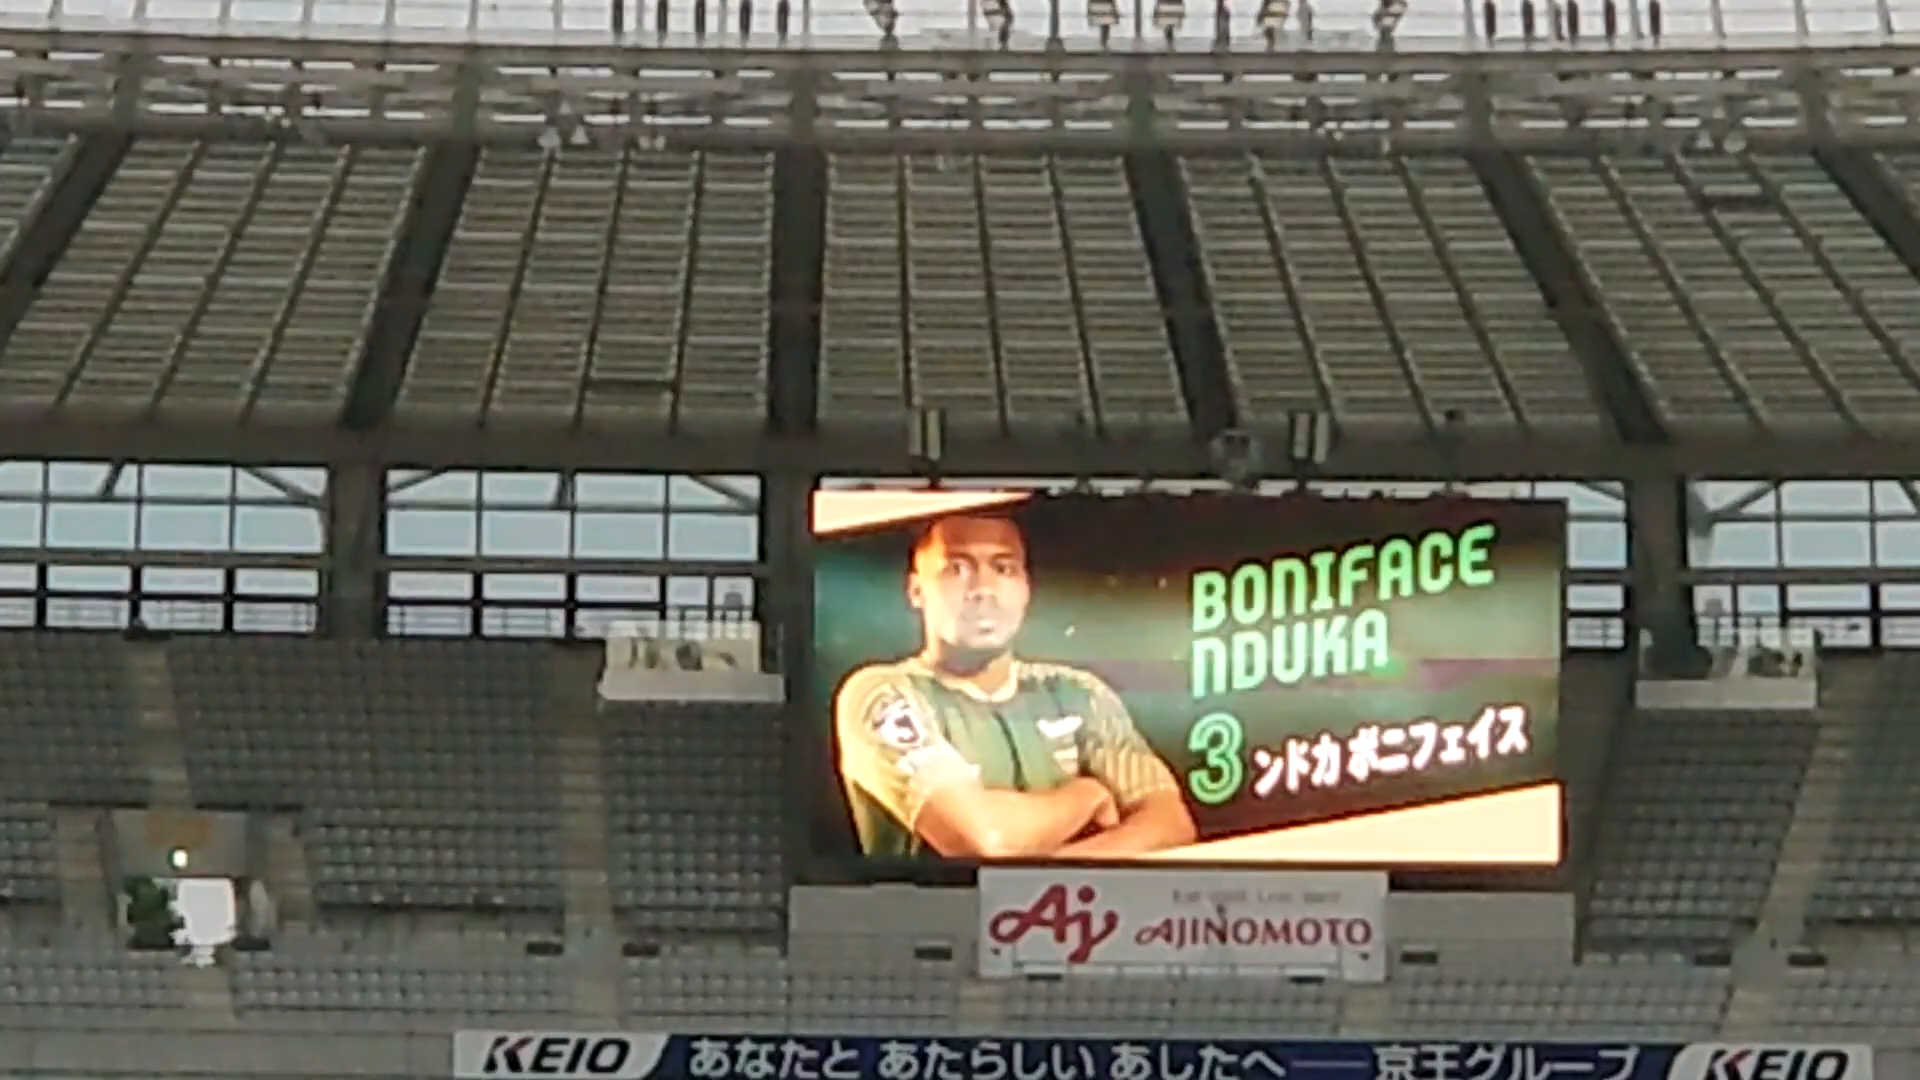 BONIFACE
NDUKA
3 ンドカ ボニフェイス
Aj AJINOMOTO
KEIO あなたと あたらしい あしたへ――京王グループ KEIO